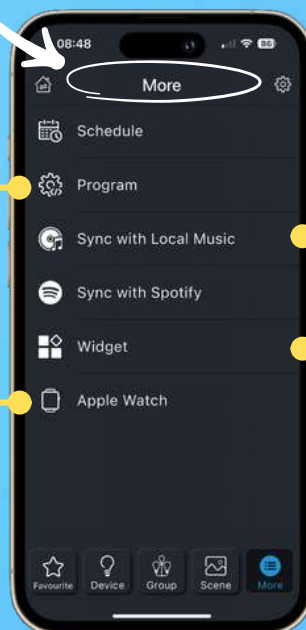 08:48
86
More
Schedule
Program
Sync with Local Music
Sync with Spotify
Widget
Apple Watch
Favourite Device Group Scene More